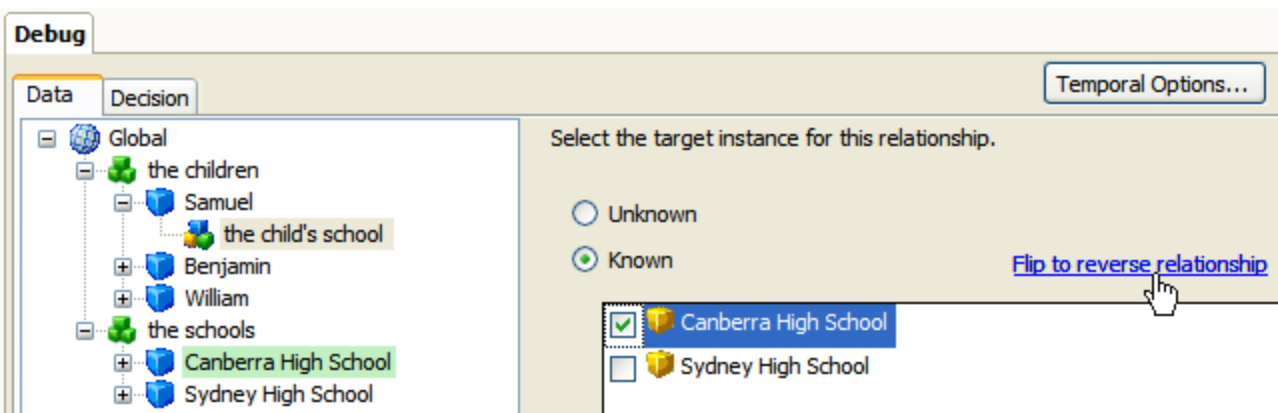 Debug
Data
Decision
Temporal Options...
Global
the children
Samuel
the child's school
Benjamin
William
the schools
Canberra High School
Sydney High School
Select the target instance for this relationship.
Unknown
Known
Flip to reverse relationship
Canberra High School
Sydney High School